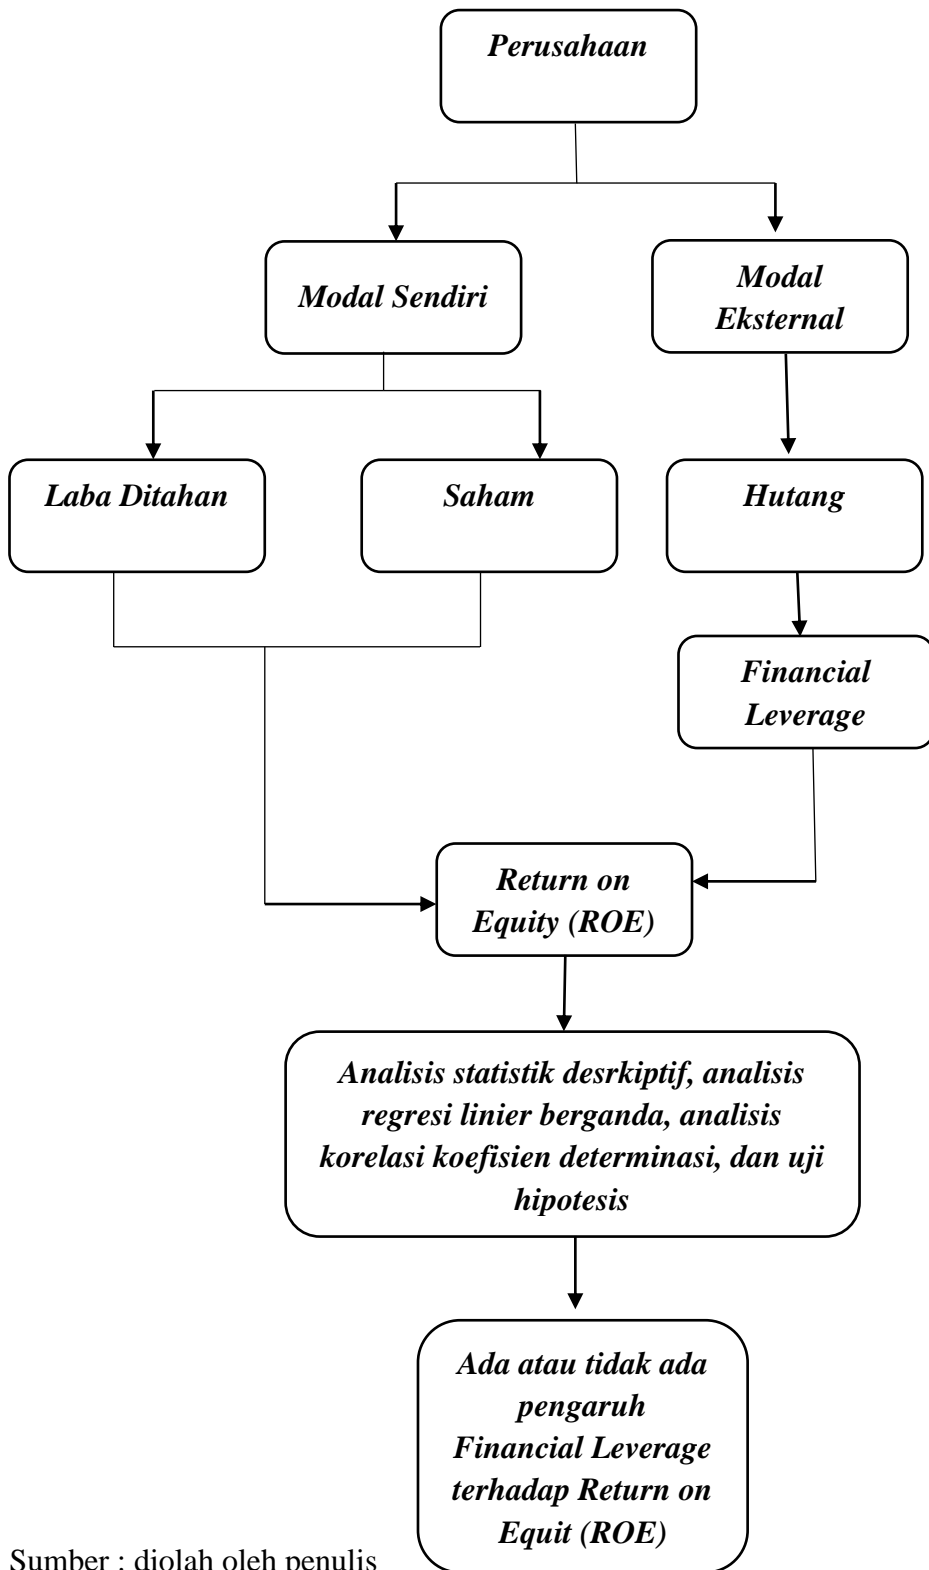 Perusahaan
Modal Sendiri
Modal
Eksternal
Laba Ditahan
Saham
Hutang
Financial
Leverage
Return on
Equity (ROE)
Analisis statistik desrkiptif, analisis
regresi linier berganda, analisis
korelasi koefisien determinasi, dan uji
hipotesis
Ada atau tidak ada
pengaruh
Financial Leverage
terhadap Return on
Equit (ROE)
Sumber : diolah oleh penulis